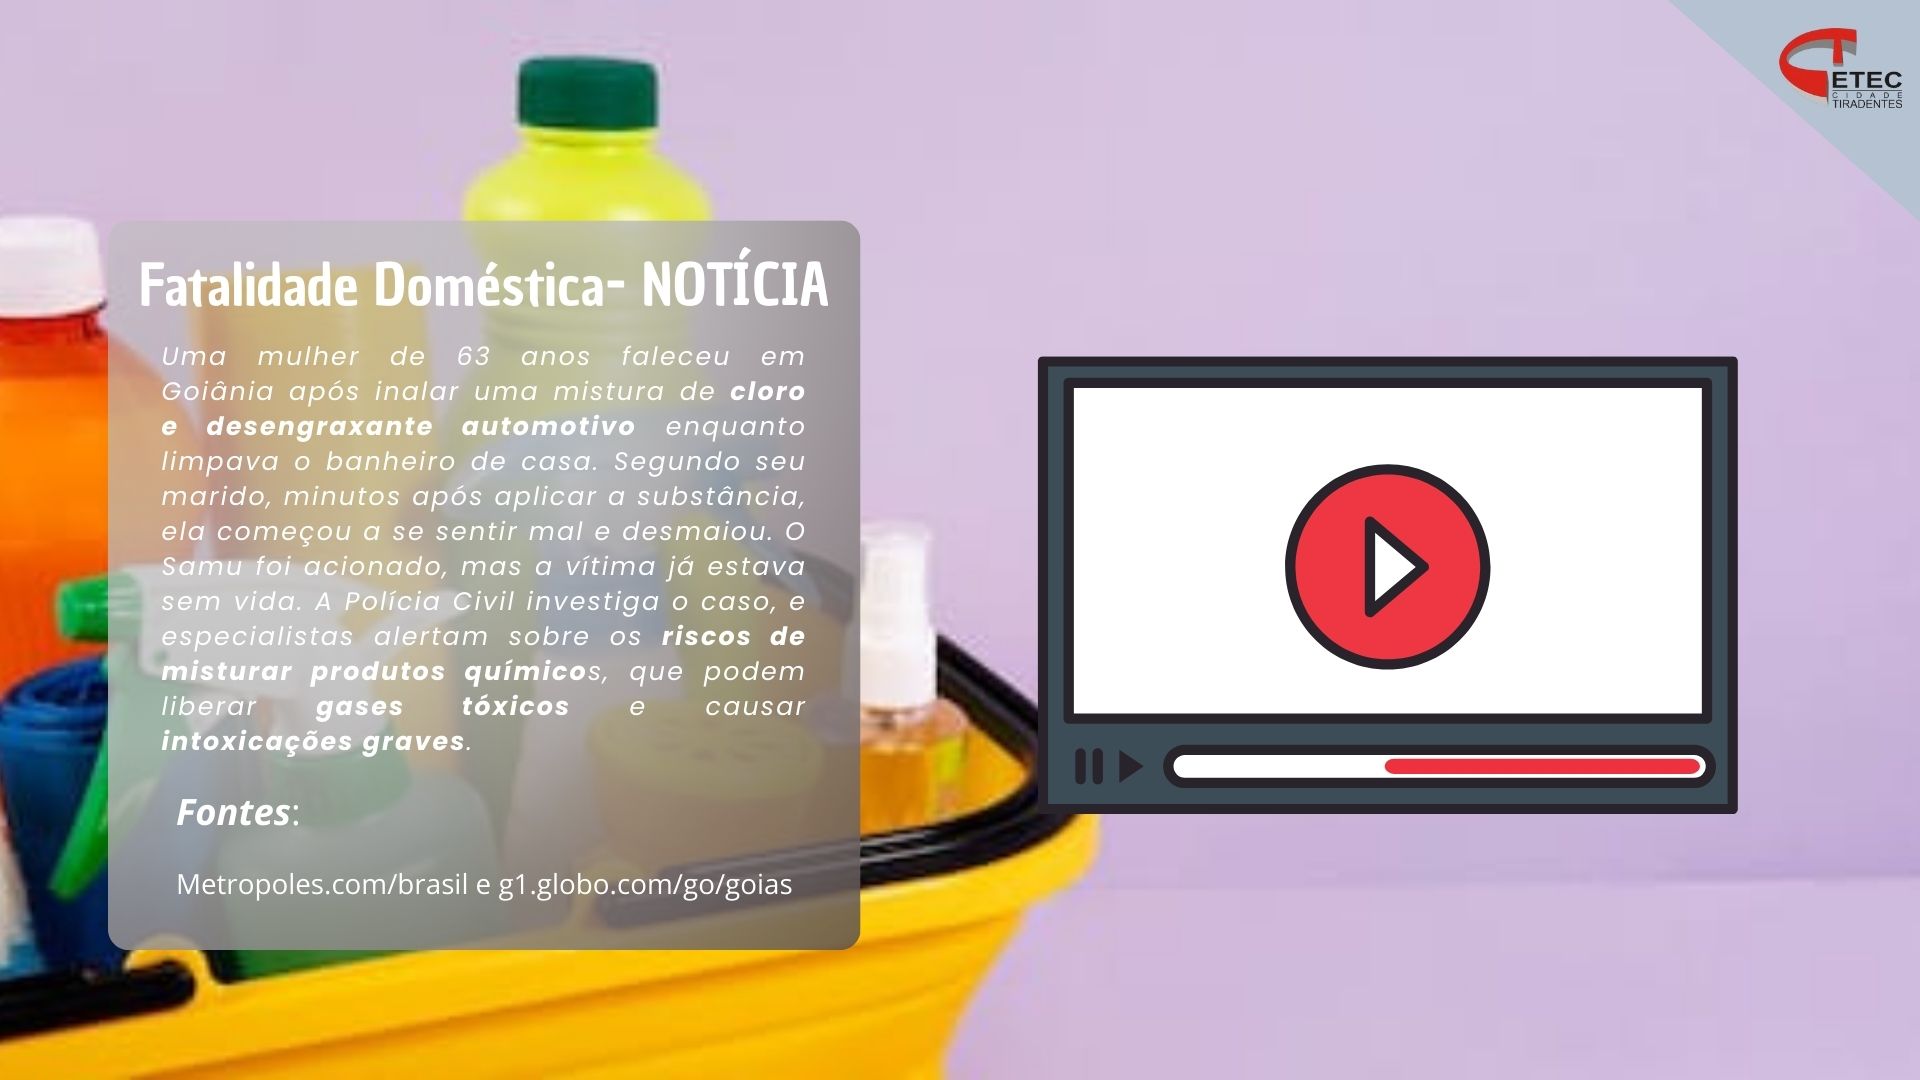 ETEC
CIDADE
TIRADENTES
Fatalidade Doméstica- NOTÍCIA
Uma mulher de 63 anos faleceu em
Goiânia após inalar uma mistura de cloro
e desengraxante automotivo enquanto
limpava o banheiro de casa. Segundo seu
marido, minutos após aplicar a substância,
ela começou a se sentir mal e desmaiou. O
Samu foi acionado, mas a vítima já estava
sem vida. A Polícia Civil investiga o caso, e
especialistas alertam sobre os riscos de
misturar produtos químicos, que podem
liberar gases tóxicos e causar
intoxicações graves.
Fontes:
Metropoles.com/brasil e g1.globo.com/go/goias